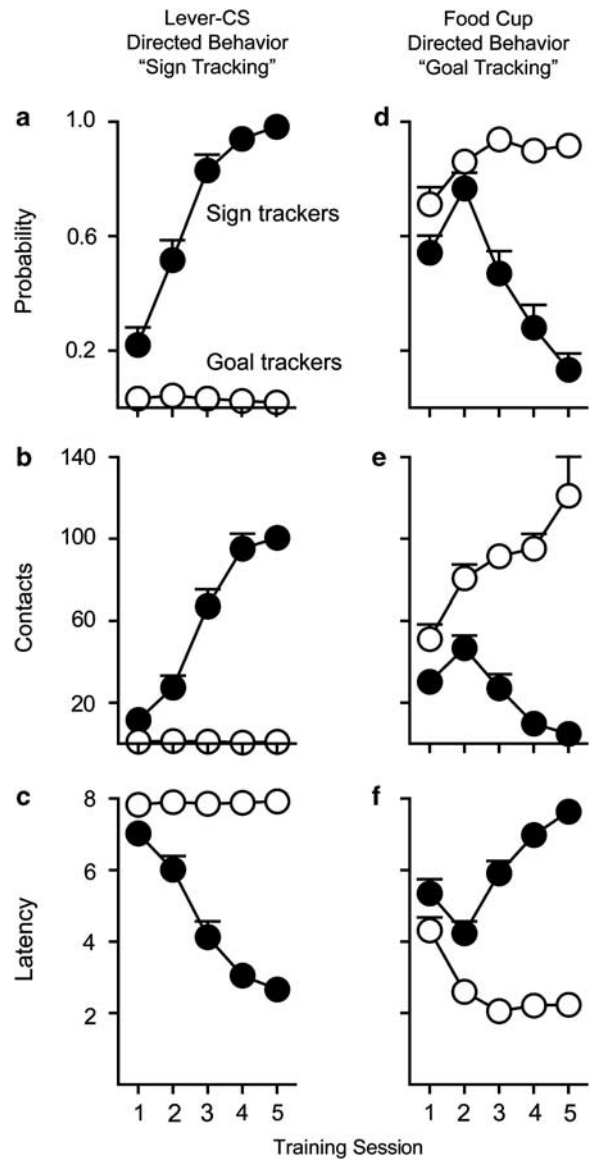 Lever-CS
Directed Behavior
“Sign Tracking”
Food Cup
Directed Behavior
“Goal Tracking”
a
1.0
0.6
0.2
Probability
Sign trackers
Goal trackers
d
b
140
100
60
20
Contacts
e
c
8
6
4
2
Latency
f
1 2 3 4 5
1 2 3 4 5
Training Session